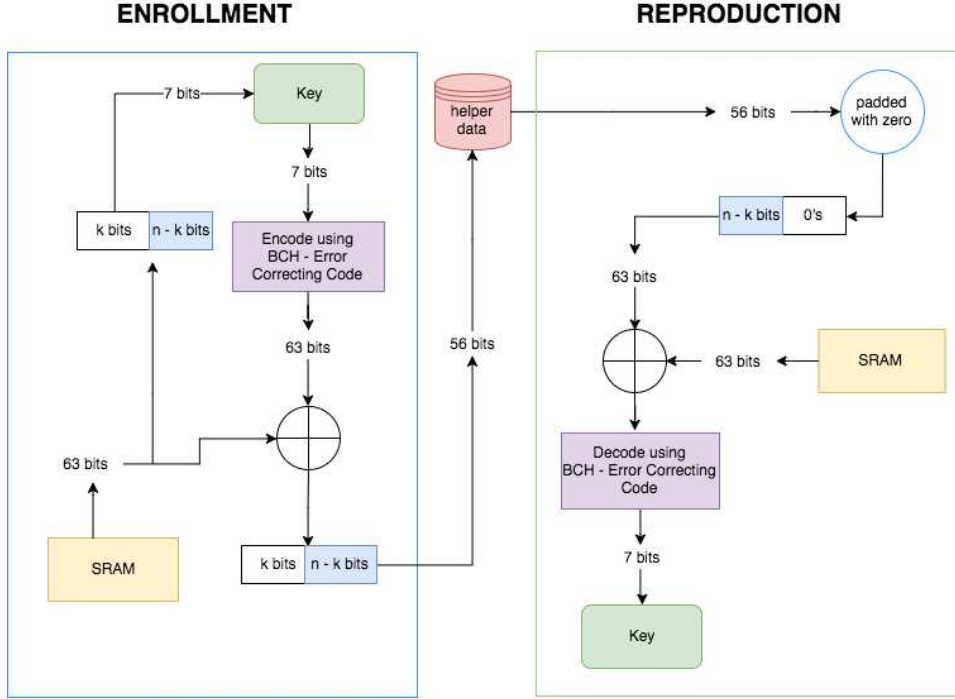 ENROLLMENT
REPRODUCTION
7 bits
Key
helper
data
56 bits
padded
with zero
7 bits
k bits
n - k bits
n - k bits
0's
Encode using
BCH - Error
Correcting Code
63 bits
63 bits
56 bits
63 bits
SRAM
63 bits
Decode using
BCH - Error Correcting
Code
SRAM
k bits
n - k bits
7 bits
Key